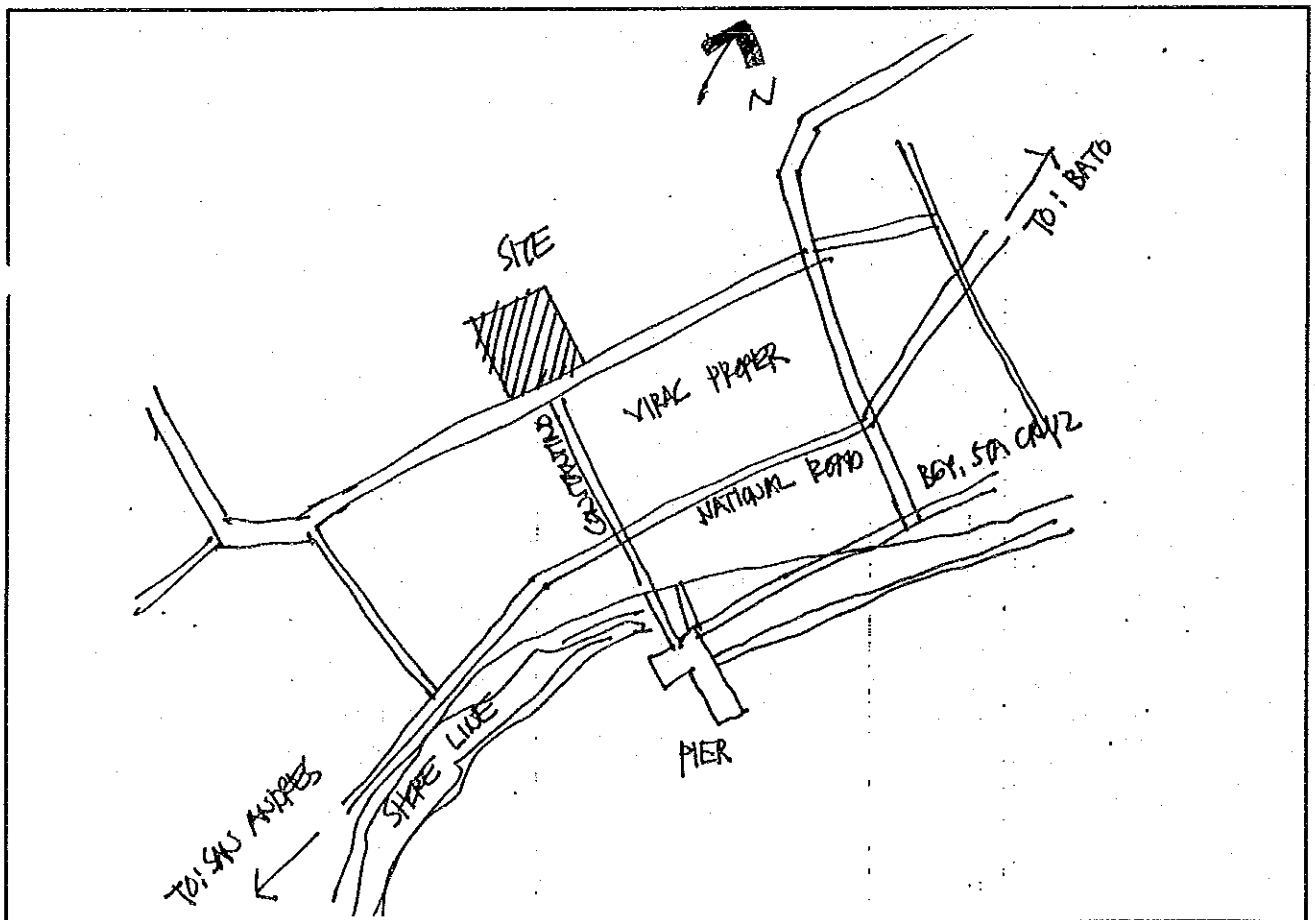 N
TO: BATO
SITE
VIRAC PROPER
NATIONAL ROAD
BGY. STA CRUZ
SHORE LINE
PIER
TO: SAN ANDRES